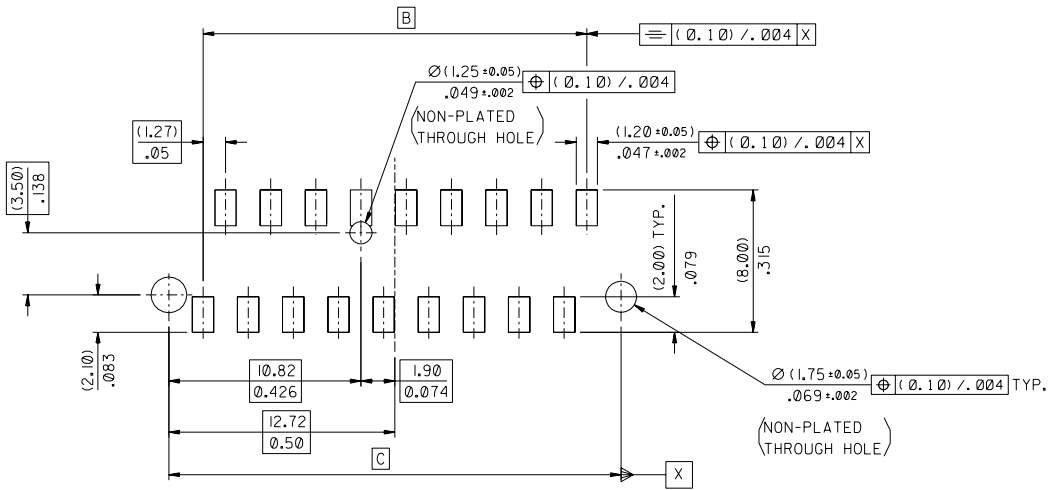 B
⌯ (0.10)/.004 X
Ø(1.25 ±0.05)
.049 ±.002
⌖ (0.10)/.004
(NON-PLATED
THROUGH HOLE)
(1.27)
.05
(1.20 ±0.05)
.047 ±.002
⌖ (0.10)/.004 X
(3.50)
.138
(2.00) TYP.
.079
(8.00)
.315
(2.10)
.083
10.82
0.426
1.90
0.074
Ø (1.75 ±0.05)
.069 ±.002
⌖ (0.10)/.004 TYP.
12.72
0.50
(NON-PLATED
THROUGH HOLE)
C
X